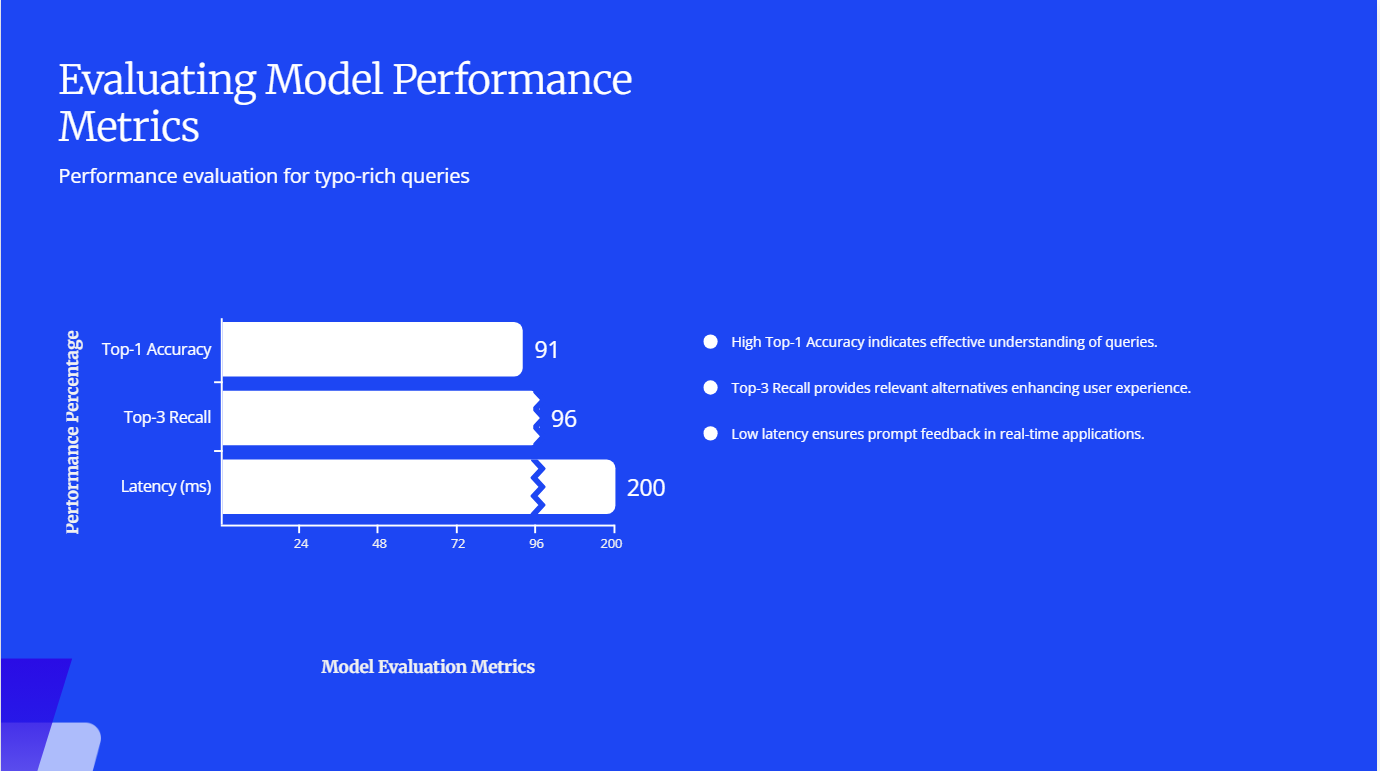 Evaluating Model Performance
Metrics
Performance evaluation for typo-rich queries
Performance Percentage
Top-1 Accuracy
91
Top-3 Recall
96
Latency (ms)
200
24 48 72 96 200
Model Evaluation Metrics
High Top-1 Accuracy indicates effective understanding of queries.
Top-3 Recall provides relevant alternatives enhancing user experience.
Low latency ensures prompt feedback in real-time applications.